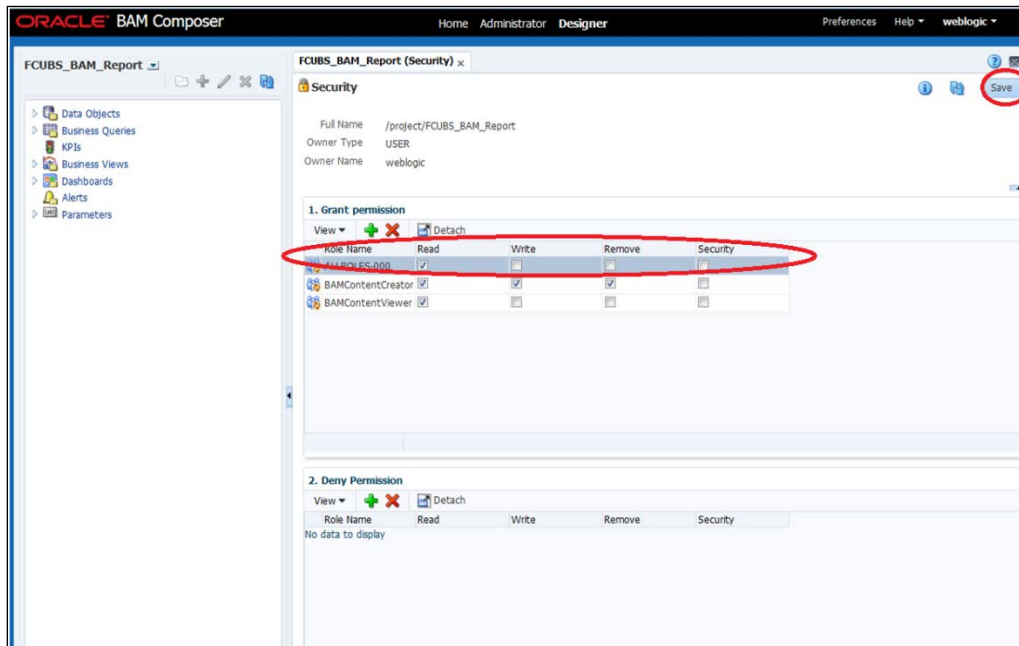 ORACLE BAM Composer Home Administrator Designer Preferences Help weblogic
FCUBS_BAM_Report
Data Objects
Business Queries
KPIs
Business Views
Dashboards
Alerts
Parameters
FCUBS_BAM_Report (Security) x
Security Save
Full Name /project/FCUBS_BAM_Report
Owner Type USER
Owner Name weblogic
1. Grant permission
View Detach
Role Name Read Write Remove Security
BAMContentCreator
BAMContentViewer
2. Deny Permission
View Detach
Role Name Read Write Remove Security
No data to display